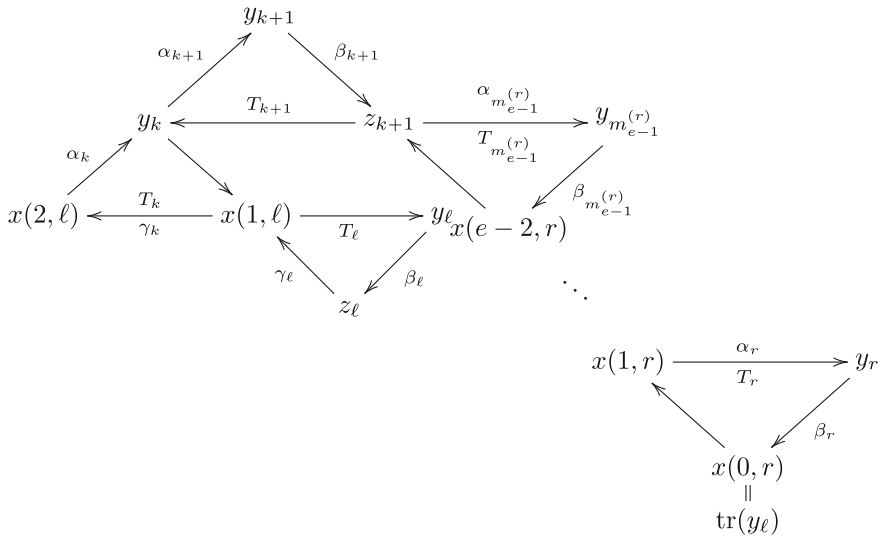 y_{k+1}
α_{k+1} β_{k+1}
T_{k+1} α_{m_{e-1}^{(r)}}
y_k z_{k+1} y_{m_{e-1}^{(r)}}
T_{m_{e-1}^{(r)}}
α_k
T_k β_{m_{e-1}^{(r)}}
x(2, ℓ) x(1, ℓ) y_ℓ x(e − 2, r)
γ_k T_ℓ
γ_ℓ β_ℓ
z_ℓ
⋱
α_r
x(1, r) y_r
T_r
β_r
x(0, r)
||
tr(y_ℓ)